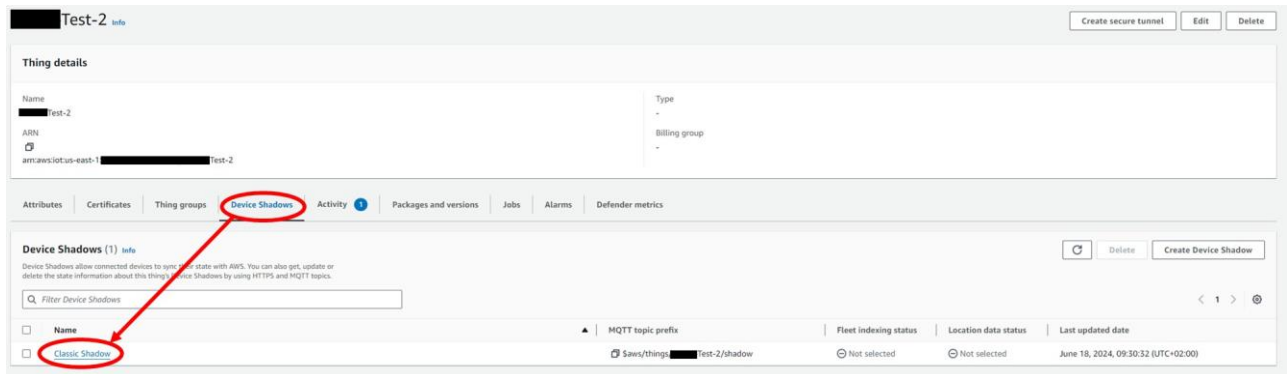 Test-2 Info
Create secure tunnel Edit Delete
Thing details
Name
Test-2
Type
-
ARN
arn:aws:iot:us-east-1 Test-2
Billing group
-
Attributes Certificates Thing groups Device Shadows Activity 1 Packages and versions Jobs Alarms Defender metrics
Device Shadows (1) Info
Delete Create Device Shadow
Device Shadows allow connected devices to sync their state with AWS. You can also get, update or
delete the state information about this thing's Device Shadows by using HTTPS and MQTT topics.
Filter Device Shadows
1
Name MQTT topic prefix Fleet indexing status Location data status Last updated date
Classic Shadow $aws/things/ Test-2/shadow Not selected Not selected June 18, 2024, 09:30:32 (UTC+02:00)